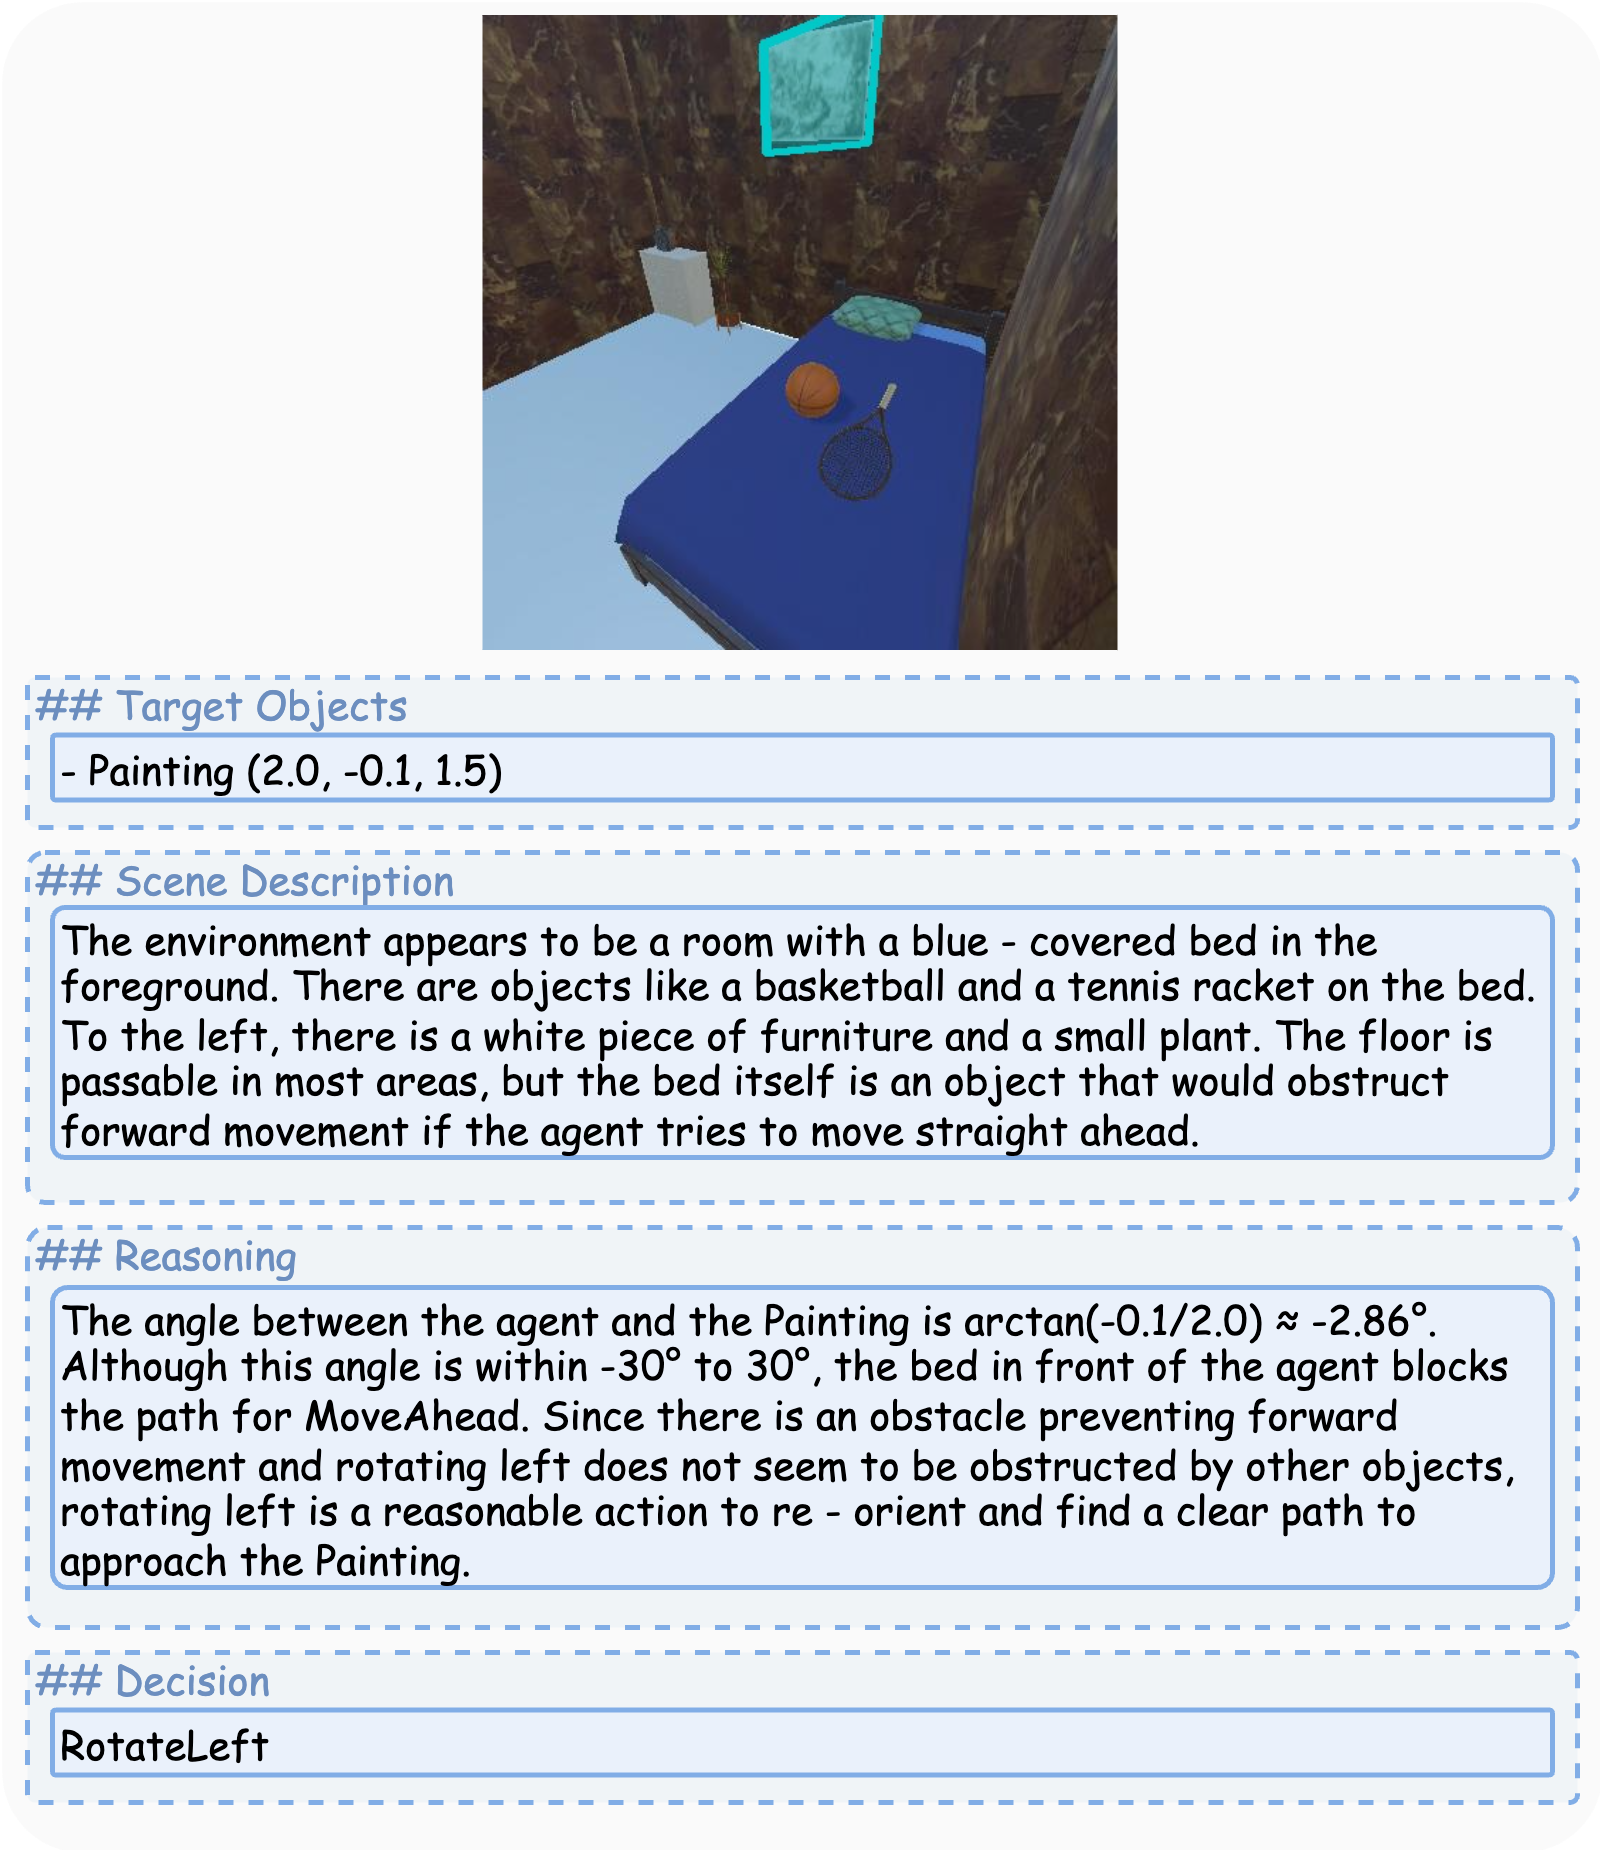 ## Target Objects
- Painting (2.0, -0.1, 1.5)
## Scene Description
The environment appears to be a room with a blue - covered bed in the
foreground. There are objects like a basketball and a tennis racket on the bed.
To the left, there is a white piece of furniture and a small plant. The floor is
passable in most areas, but the bed itself is an object that would obstruct
forward movement if the agent tries to move straight ahead.
## Reasoning
The angle between the agent and the Painting is arctan(-0.1/2.0) ≈ -2.86°.
Although this angle is within -30° to 30°, the bed in front of the agent blocks
the path for MoveAhead. Since there is an obstacle preventing forward
movement and rotating left does not seem to be obstructed by other objects,
rotating left is a reasonable action to re - orient and find a clear path to
approach the Painting.
## Decision
RotateLeft